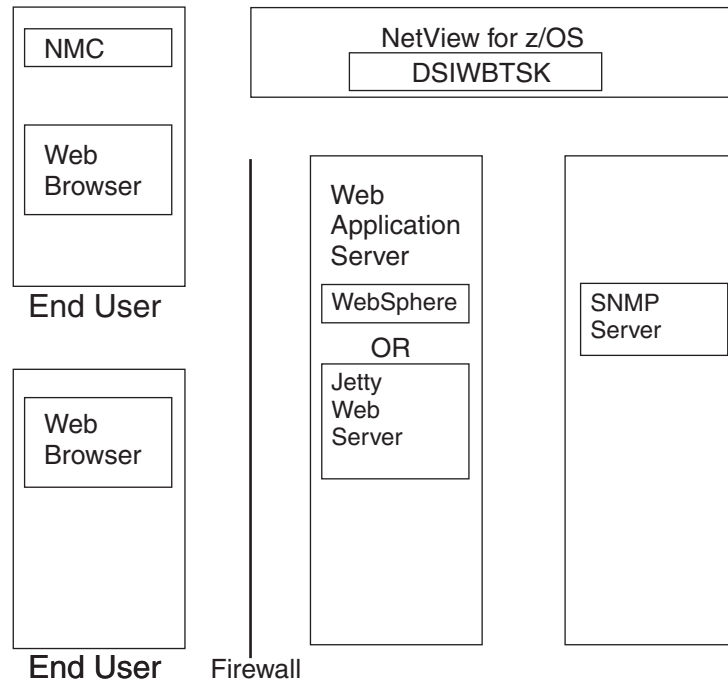 NMC
Web
Browser
End User
Web
Browser
End User
Firewall
NetView for z/OS
DSIWBTSK
Web
Application
Server
WebSphere
OR
Jetty
Web
Server
SNMP
Server